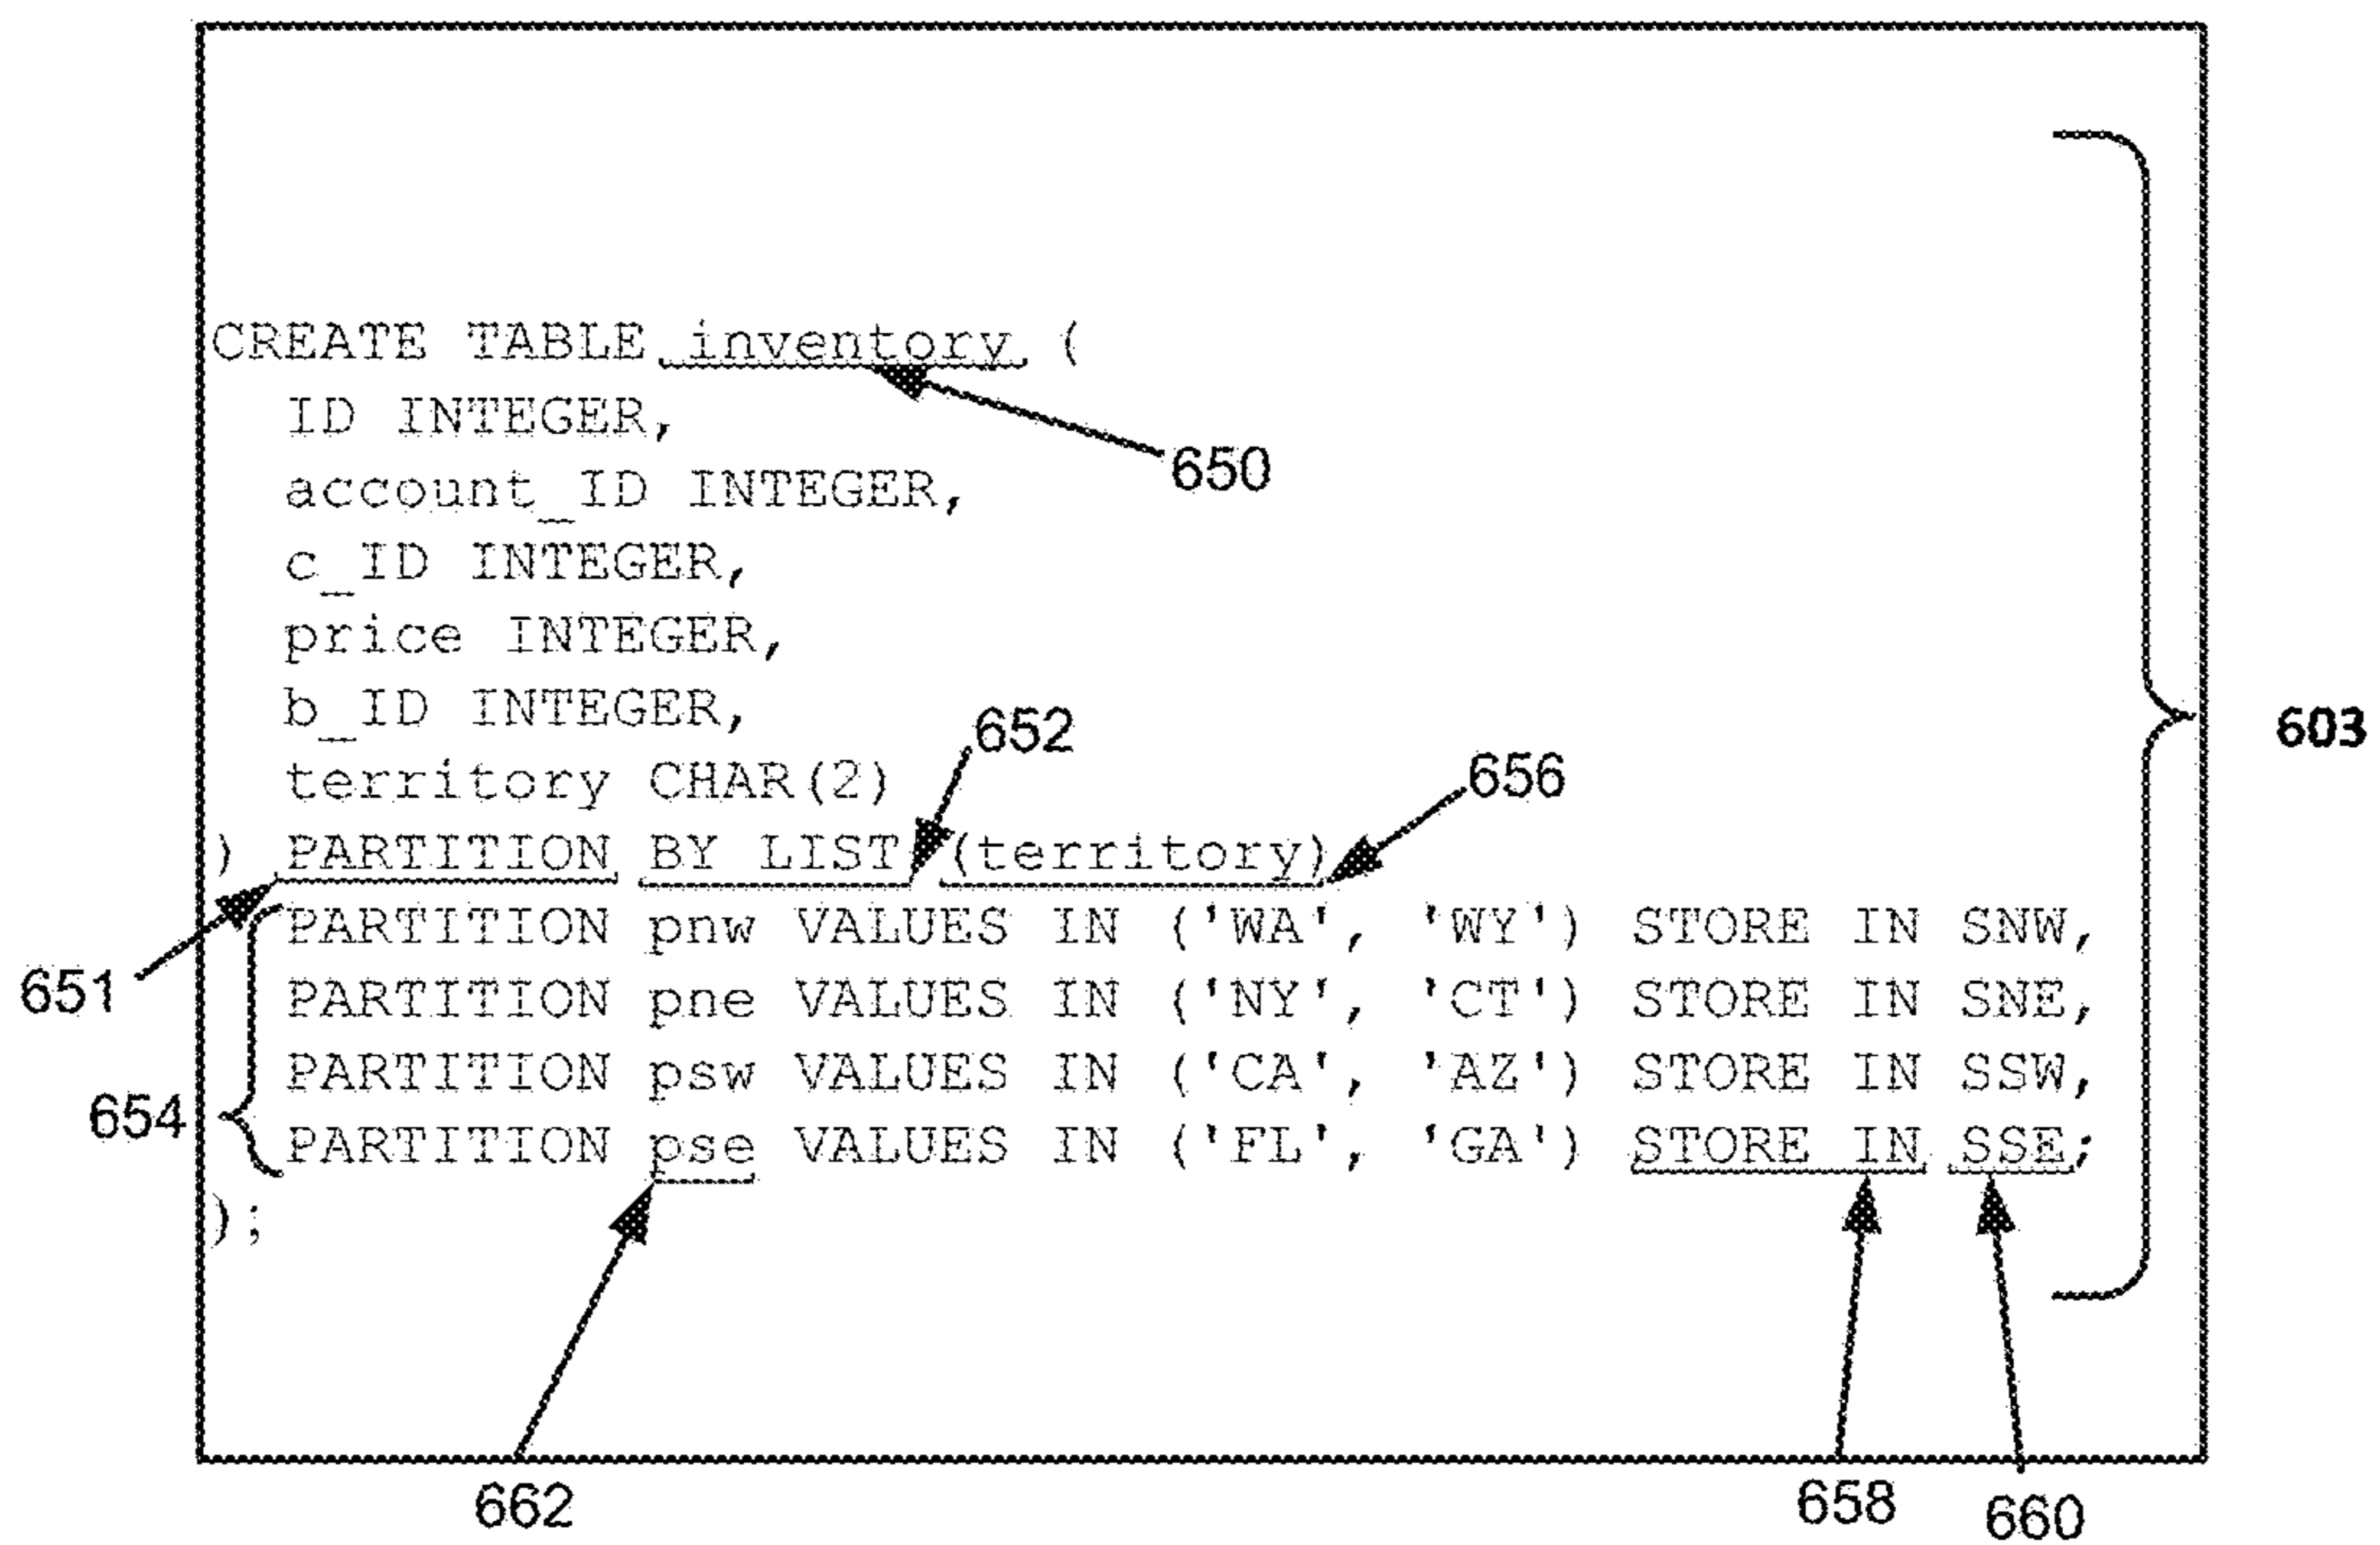 CREATE TABLE inventory (
ID INTEGER,
650
account_ID INTEGER,
c_ID INTEGER,
price INTEGER,
b_ID INTEGER,
652
603
territory CHAR(2)
656
) PARTITION BY LIST (territory)
PARTITION pnw VALUES IN ('WA', 'WY') STORE IN SNW,
651
PARTITION pne VALUES IN ('NY', 'CT') STORE IN SNE,
PARTITION psw VALUES IN ('CA', 'AZ') STORE IN SSW,
654
PARTITION pse VALUES IN ('FL', 'GA') STORE IN SSE;
);
662
658
660